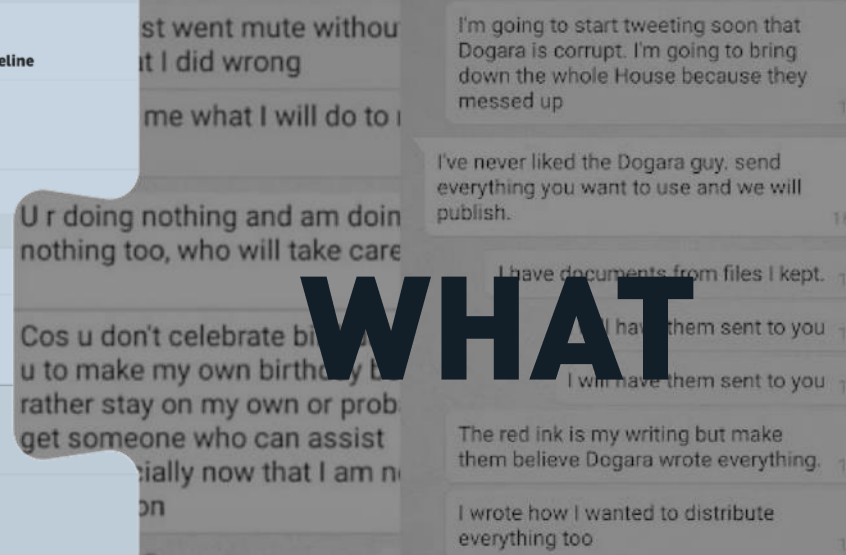 eline
st went mute withou
at I did wrong
me what I will do to
U r doing nothing and am doin
nothing too, who will take care
Cos u don't celebrate bi
u to make my own birthday b
rather stay on my own or prob
get someone who can assist
cially now that I am n
on
I'm going to start tweeting soon that
Dogara is corrupt. I'm going to bring
down the whole House because they
messed up
I've never liked the Dogara guy, send
everything you want to use and we will
publish.
I have documents from files I kept.
have them sent to you
I will have them sent to you
The red ink is my writing but make
them believe Dogara wrote everything.
I wrote how I wanted to distribute
everything too
WHAT